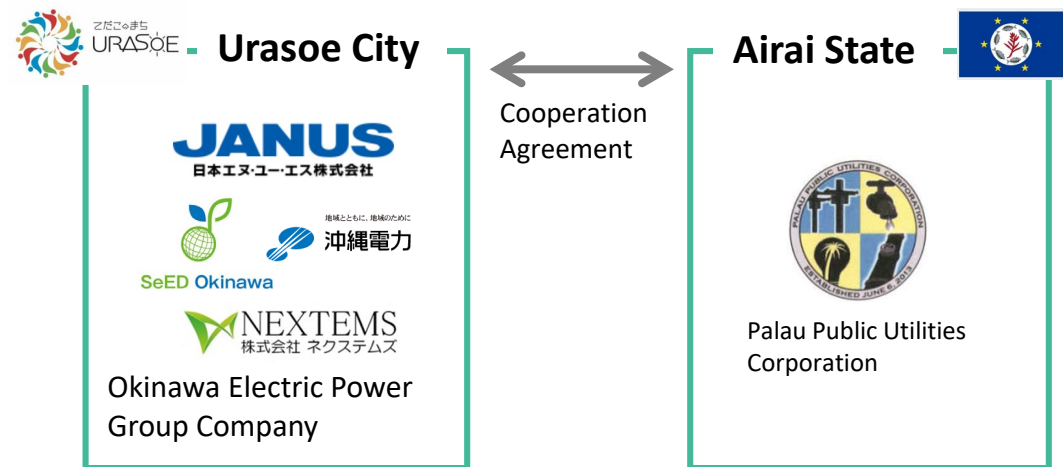 てだこのまち
URASOE
Urasoe City
Airai State
Cooperation
Agreement
JANUS
日本エヌ・ユー・エス株式会社
地域とともに、地域のために
沖縄電力
SeED Okinawa
NEXTEMS
株式会社 ネクステムズ
Okinawa Electric Power
Group Company
PALAU PUBLIC UTILITIES CORPORATION
ESTABLISHED JUNE 6, 2013
Palau Public Utilities
Corporation